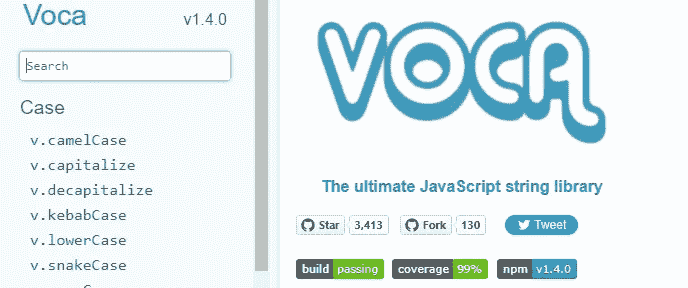 Voca v1.4.0
Search
Case
v.camelCase
v.capitalize
v.decapitalize
v.kebabCase
v.lowerCase
v.snakeCase
VOCA
The ultimate JavaScript string library
Star 3,413 Fork 130 Tweet
build passing coverage 99% npm v1.4.0